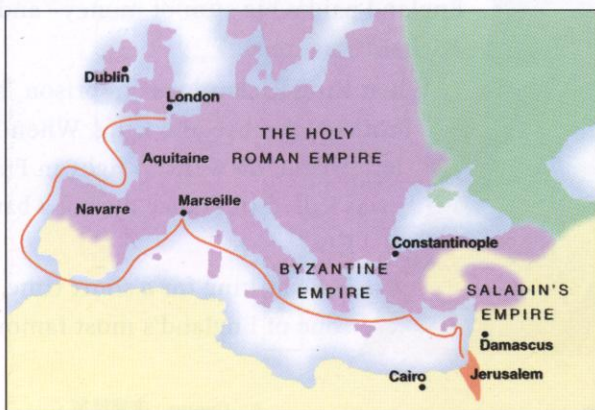 Dublin
London
THE HOLY
ROMAN EMPIRE
Aquitaine
Navarre
Marseille
Constantinople
BYZANTINE
EMPIRE
SALADIN'S
EMPIRE
Damascus
Jerusalem
Cairo